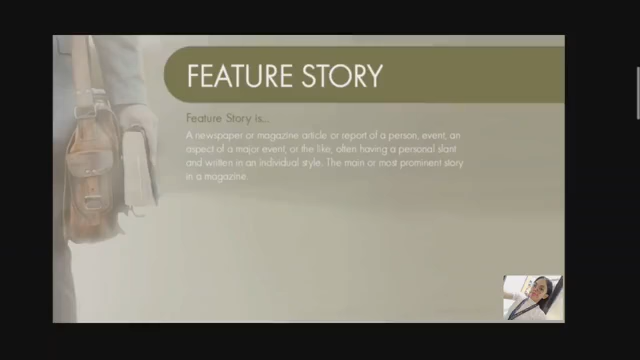 FEATURE STORY
Feature Story is...
A newspaper or magazine article or report of a person, event, an
aspect of a major event, or the like, often having a personal slant
and written in an individual style. The main or most prominent story
in a magazine.